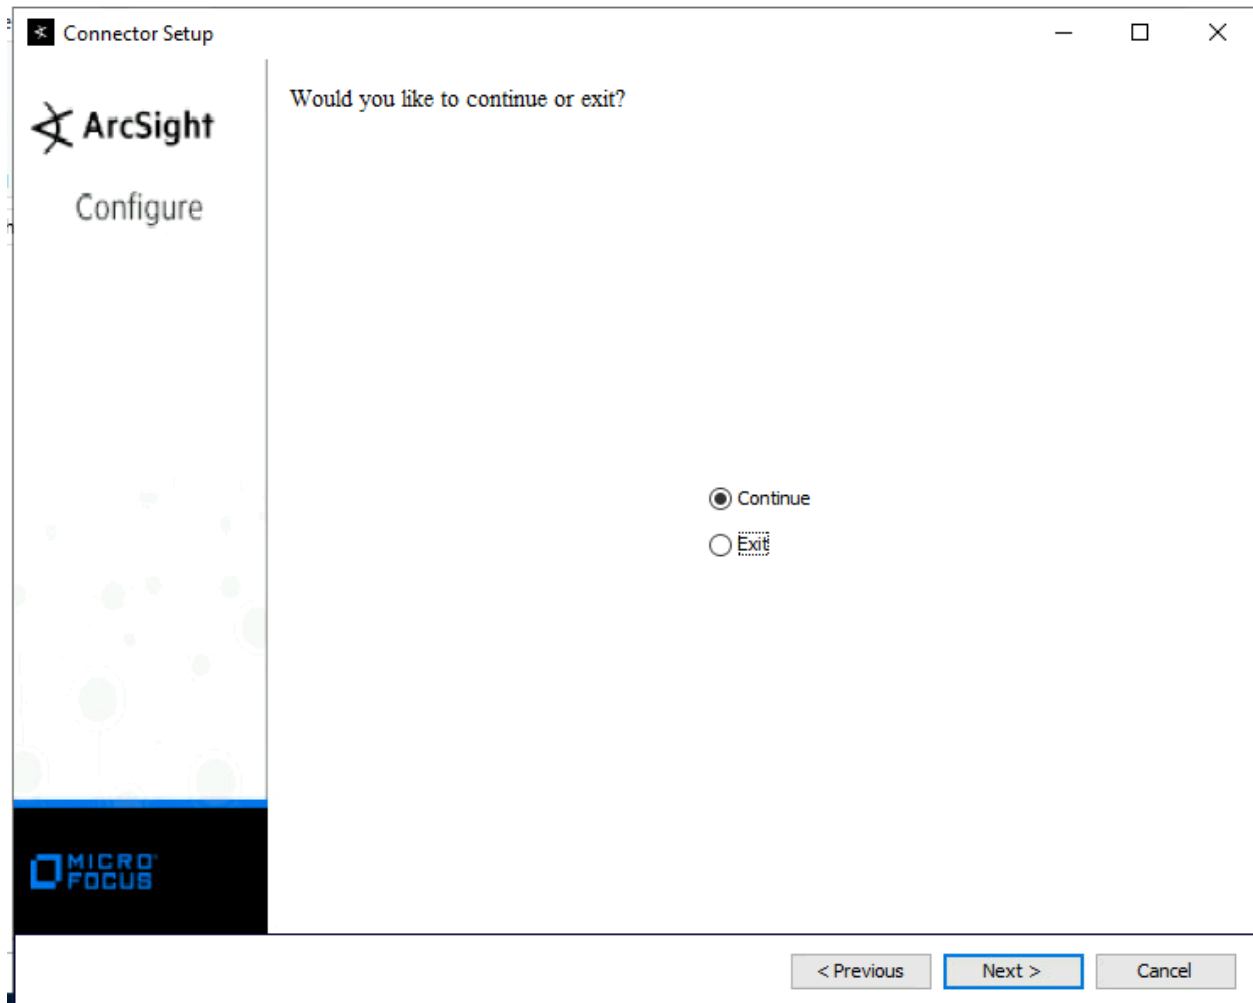 Connector Setup
ArcSight
Configure
Would you like to continue or exit?
Continue
Exit
MICRO
FOCUS
< Previous
Next >
Cancel